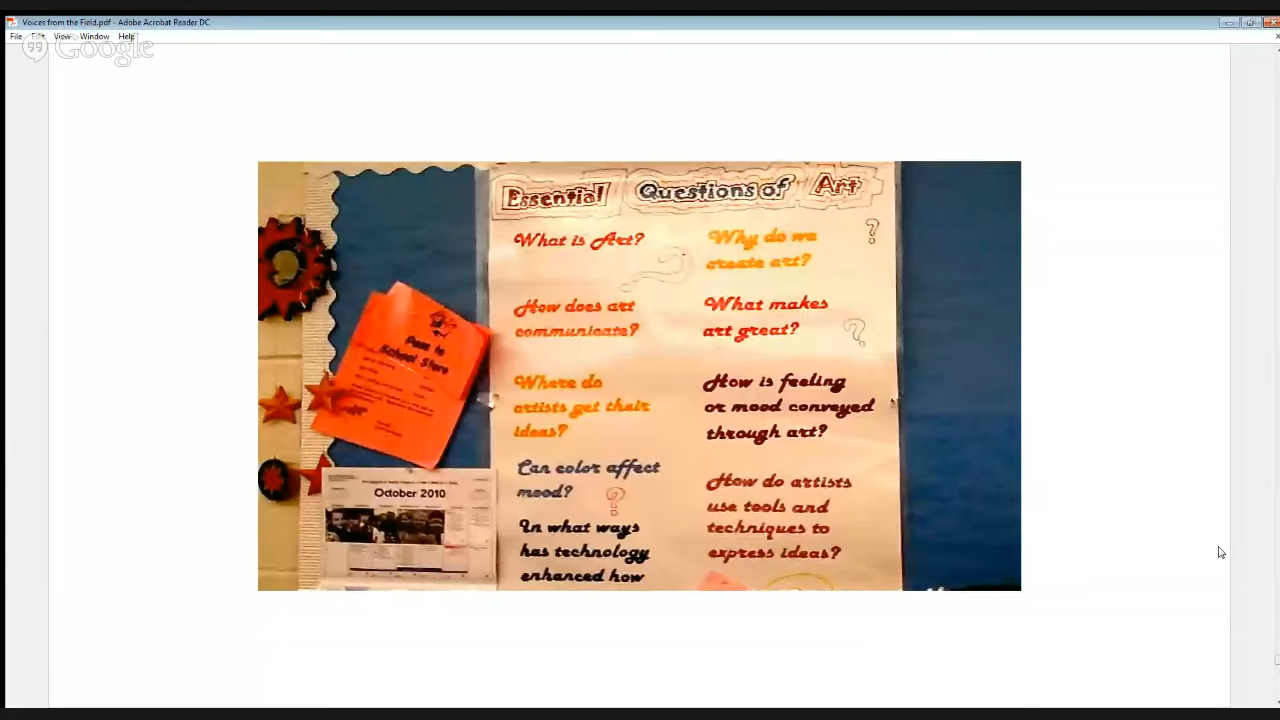 Voices from the Field.pdf - Adobe Acrobat Reader DC
File Edit View Window Help
Google
Essential Questions of Art
What is Art?
How does art
communicate?
Where do
artists get their
ideas?
Can color affect
mood?
In what ways
has technology
enhanced how
Why do we
create art?
What makes
art great?
How is feeling
or mood conveyed
through art?
How do artists
use tools and
techniques to
express ideas?
School Store
October 2010